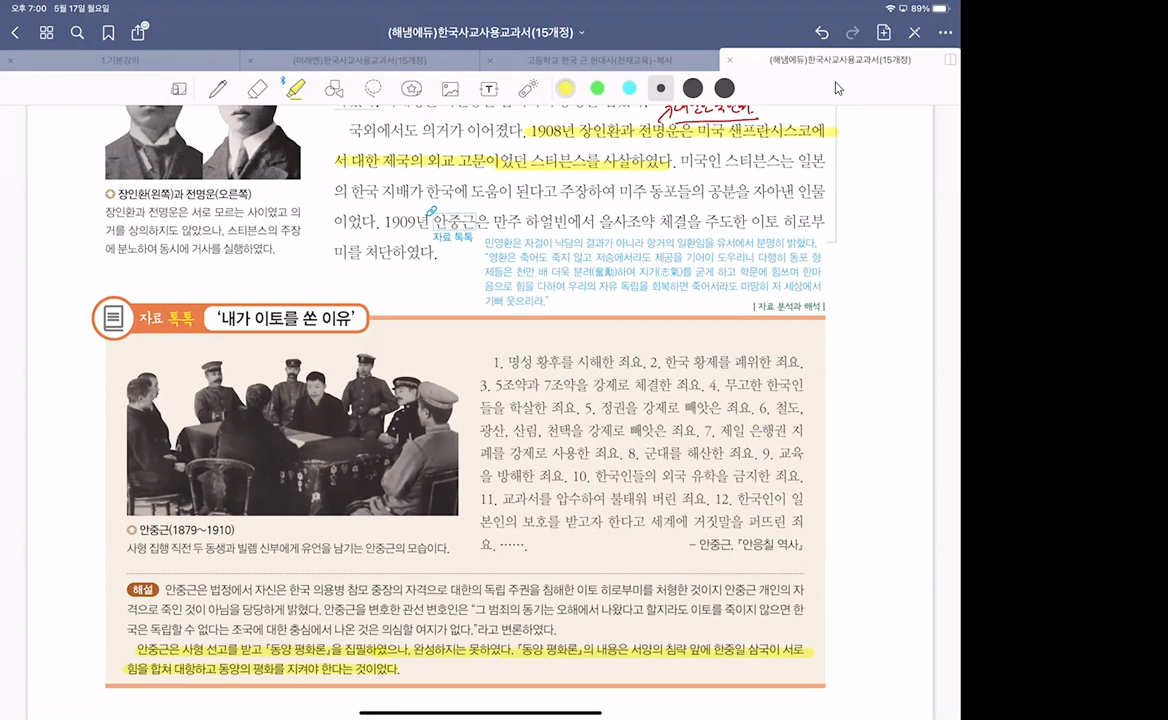 오후 7:00 5월 17일 월요일
89%
(해냄에듀)한국사교사용교과서(15개정)
1.기본강의
(미래엔)한국사교사용교과서(15개정)
고등학교 한국 근 현대사(천재교육)-복사
(해냄에듀)한국사교사용교과서(15개정)
국외에서도 의거가 이어졌다. 1908년 장인환과 전명운은 미국 샌프란시스코에
서 대한 제국의 외교 고문이었던 스티븐스를 사살하였다. 미국인 스티븐스는 일본
의 한국 지배가 한국에 도움이 된다고 주장하여 미주 동포들의 공분을 자아낸 인물
이었다. 1909년 안중근은 만주 하얼빈에서 을사조약 체결을 주도한 이토 히로부
자료 톡톡
미를 처단하였다.
장인환(왼쪽)과 전명운(오른쪽)
장인환과 전명운은 서로 모르는 사이였고 의
거를 상의하지도 않았으나, 스티븐스의 주장
에 분노하여 동시에 거사를 실행하였다.
민영환은 자결이 낙담의 결과가 아니라 항거의 일환임을 유서에서 분명히 밝혔다.
“영환은 죽어도 죽지 않고 저승에서라도 제공을 기어이 도우리니 다행히 동포 형
제들은 천만 배 더욱 분려(奮勵)하여 지기(志氣)를 굳게 하고 학문에 힘쓰며 한마
음으로 힘을 다하여 우리의 자유 독립을 회복하면 죽어서라도 마땅히 저 세상에서
기뻐 웃으리라.”
| 자료 분석과 해석 |
자료 톡톡 ‘내가 이토를 쏜 이유’
1. 명성 황후를 시해한 죄요. 2. 한국 황제를 폐위한 죄요.
3. 5조약과 7조약을 강제로 체결한 죄요. 4. 무고한 한국인
들을 학살한 죄요. 5. 정권을 강제로 빼앗은 죄요. 6. 철도,
광산, 산림, 천택을 강제로 빼앗은 죄요. 7. 제일 은행권 지
폐를 강제로 사용한 죄요. 8. 군대를 해산한 죄요. 9. 교육
을 방해한 죄요. 10. 한국인들의 외국 유학을 금지한 죄요.
11. 교과서를 압수하여 불태워 버린 죄요. 12. 한국인이 일
본인의 보호를 받고자 한다고 세계에 거짓말을 퍼뜨린 죄
요. ……. – 안중근, 『안응칠 역사』
안중근(1879~1910)
사형 집행 직전 두 동생과 빌렘 신부에게 유언을 남기는 안중근의 모습이다.
해설 안중근은 법정에서 자신은 한국 의용병 참모 중장의 자격으로 대한의 독립 주권을 침해한 이토 히로부미를 처형한 것이지 안중근 개인의 자
격으로 죽인 것이 아님을 당당하게 밝혔다. 안중근을 변호한 관선 변호인은 “그 범죄의 동기는 오해에서 나왔다고 할지라도 이토를 죽이지 않으면 한
국은 독립할 수 없다는 조국에 대한 충심에서 나온 것은 의심할 여지가 없다.”라고 변론하였다.
안중근은 사형 선고를 받고 『동양 평화론』을 집필하였으나, 완성하지는 못하였다. 『동양 평화론』의 내용은 서양의 침략 앞에 한중일 삼국이 서로
힘을 합쳐 대항하고 동양의 평화를 지켜야 한다는 것이었다.